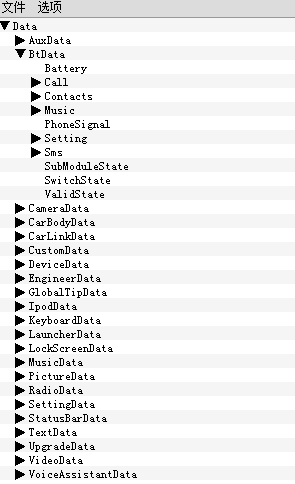 文件 选项
Data
AuxData
BtData
Battery
Call
Contacts
Music
PhoneSignal
Setting
Sms
SubModuleState
SwitchState
ValidState
CameraData
CarBodyData
CarLinkData
CustomData
DeviceData
EngineerData
GlobalTipData
IpodData
KeyboardData
LauncherData
LockScreenData
MusicData
PictureData
RadioData
SettingData
StatusBarData
TextData
UpgradeData
VideoData
VoiceAssistantData